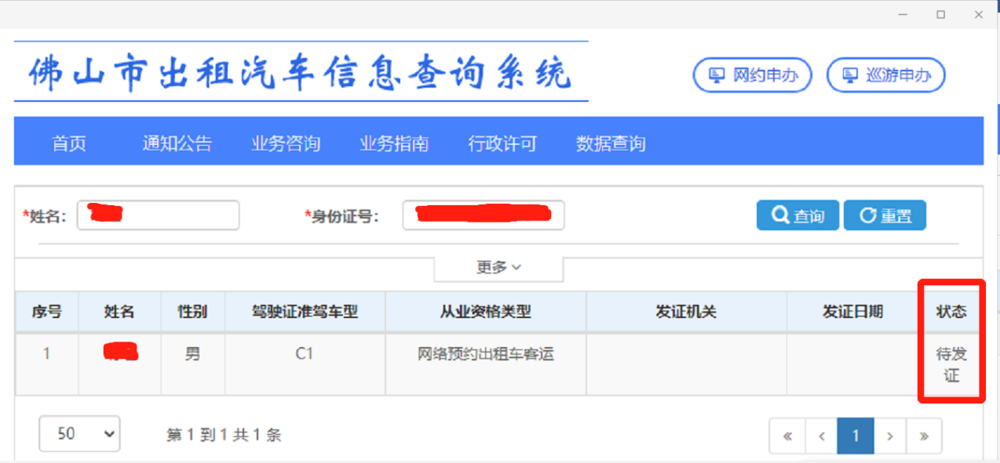 佛山市出租汽车信息查询系统
网约申办 巡游申办
首页 通知公告 业务咨询 业务指南 行政许可 数据查询
*姓名: *身份证号: 查询 重置
更多
序号 姓名 性别 驾驶证准驾车型 从业资格类型 发证机关 发证日期 状态
1 男 C1 网络预约出租车客运 待发
证
50 第 1 到 1 共 1 条 « ‹ 1 › »